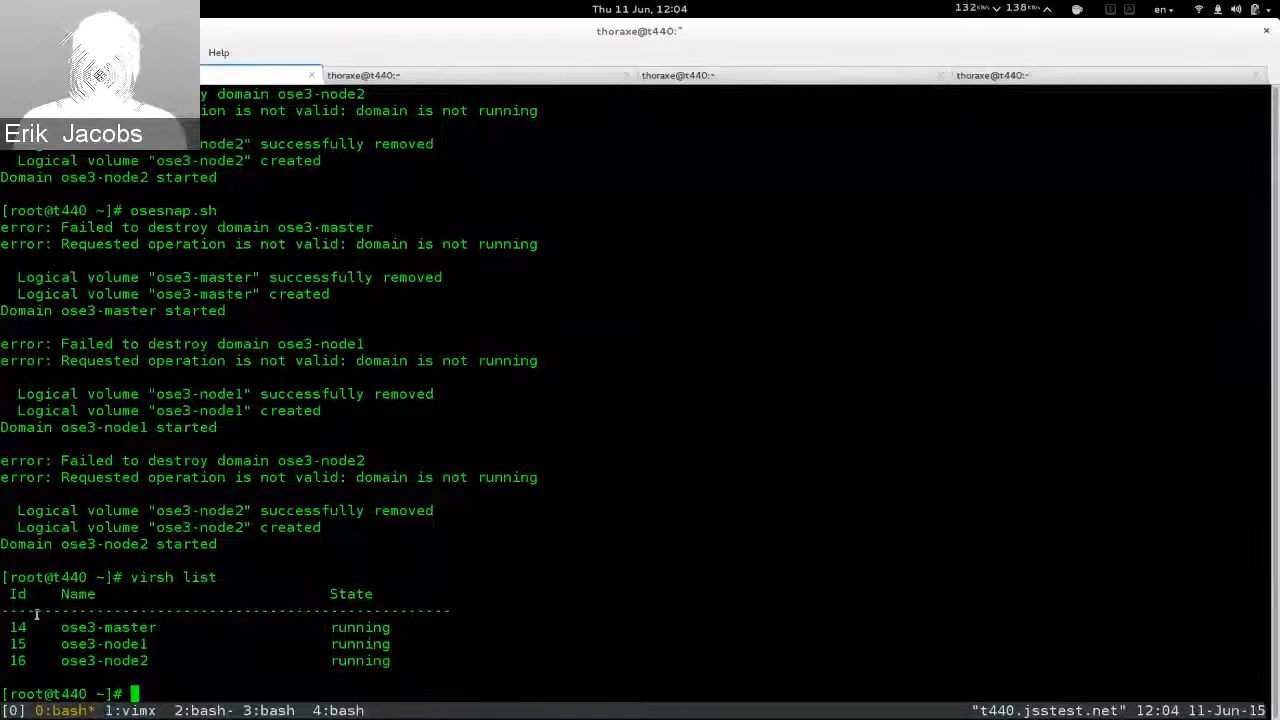 Thu 11 Jun, 12:04
132KB/s 138KB/s
en
thoraxe@t440:~
Help
thoraxe@t440:~
thoraxe@t440:~
thoraxe@t440:~
Erik Jacobs
y domain ose3-node2
ion is not valid: domain is not running
node2" successfully removed
Logical volume "ose3-node2" created
Domain ose3-node2 started
[root@t440 ~]# osesnap.sh
error: Failed to destroy domain ose3-master
error: Requested operation is not valid: domain is not running
Logical volume "ose3-master" successfully removed
Logical volume "ose3-master" created
Domain ose3-master started
error: Failed to destroy domain ose3-node1
error: Requested operation is not valid: domain is not running
Logical volume "ose3-node1" successfully removed
Logical volume "ose3-node1" created
Domain ose3-node1 started
error: Failed to destroy domain ose3-node2
error: Requested operation is not valid: domain is not running
Logical volume "ose3-node2" successfully removed
Logical volume "ose3-node2" created
Domain ose3-node2 started
[root@t440 ~]# virsh list
Id Name State
----------------------------------------------------
14 ose3-master running
15 ose3-node1 running
16 ose3-node2 running
[root@t440 ~]#
[0] 0:bash* 1:vimx 2:bash- 3:bash 4:bash "t440.jsstest.net" 12:04 11-Jun-15